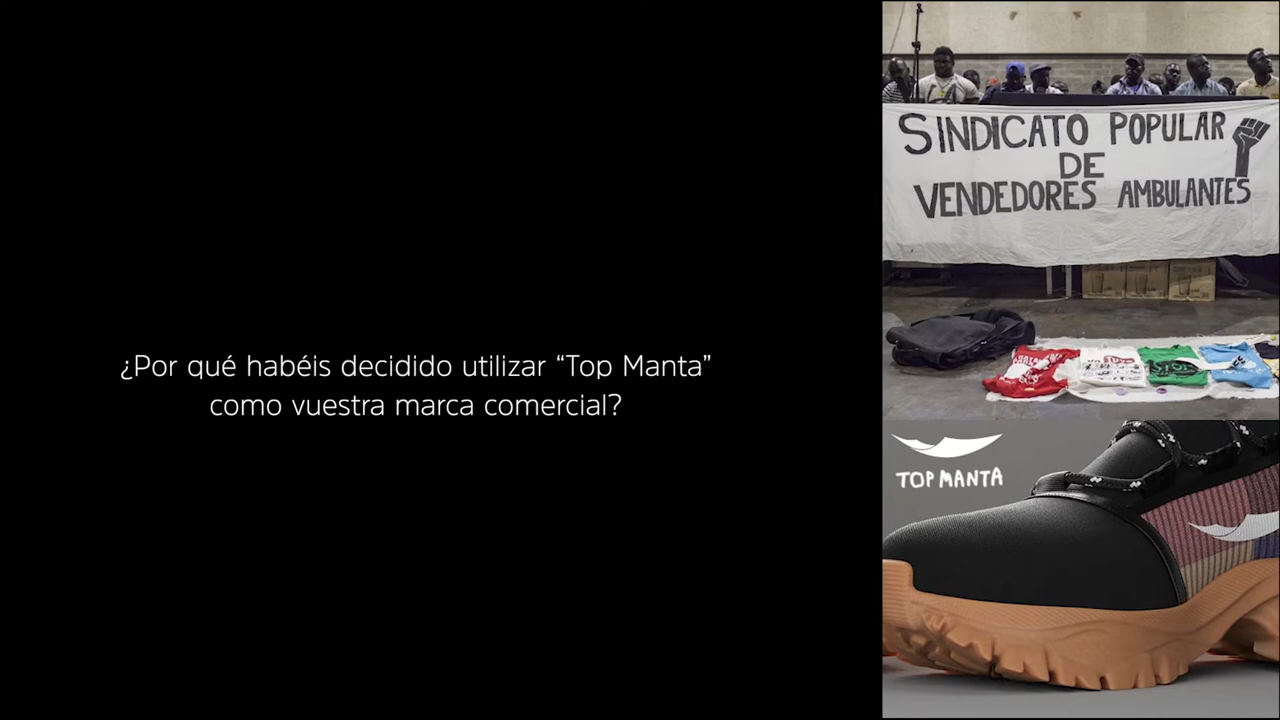 ¿Por qué habéis decidido utilizar “Top Manta”
como vuestra marca comercial?
SINDICATO POPULAR
DE
VENDEDORES AMBULANTES
TOP MANTA